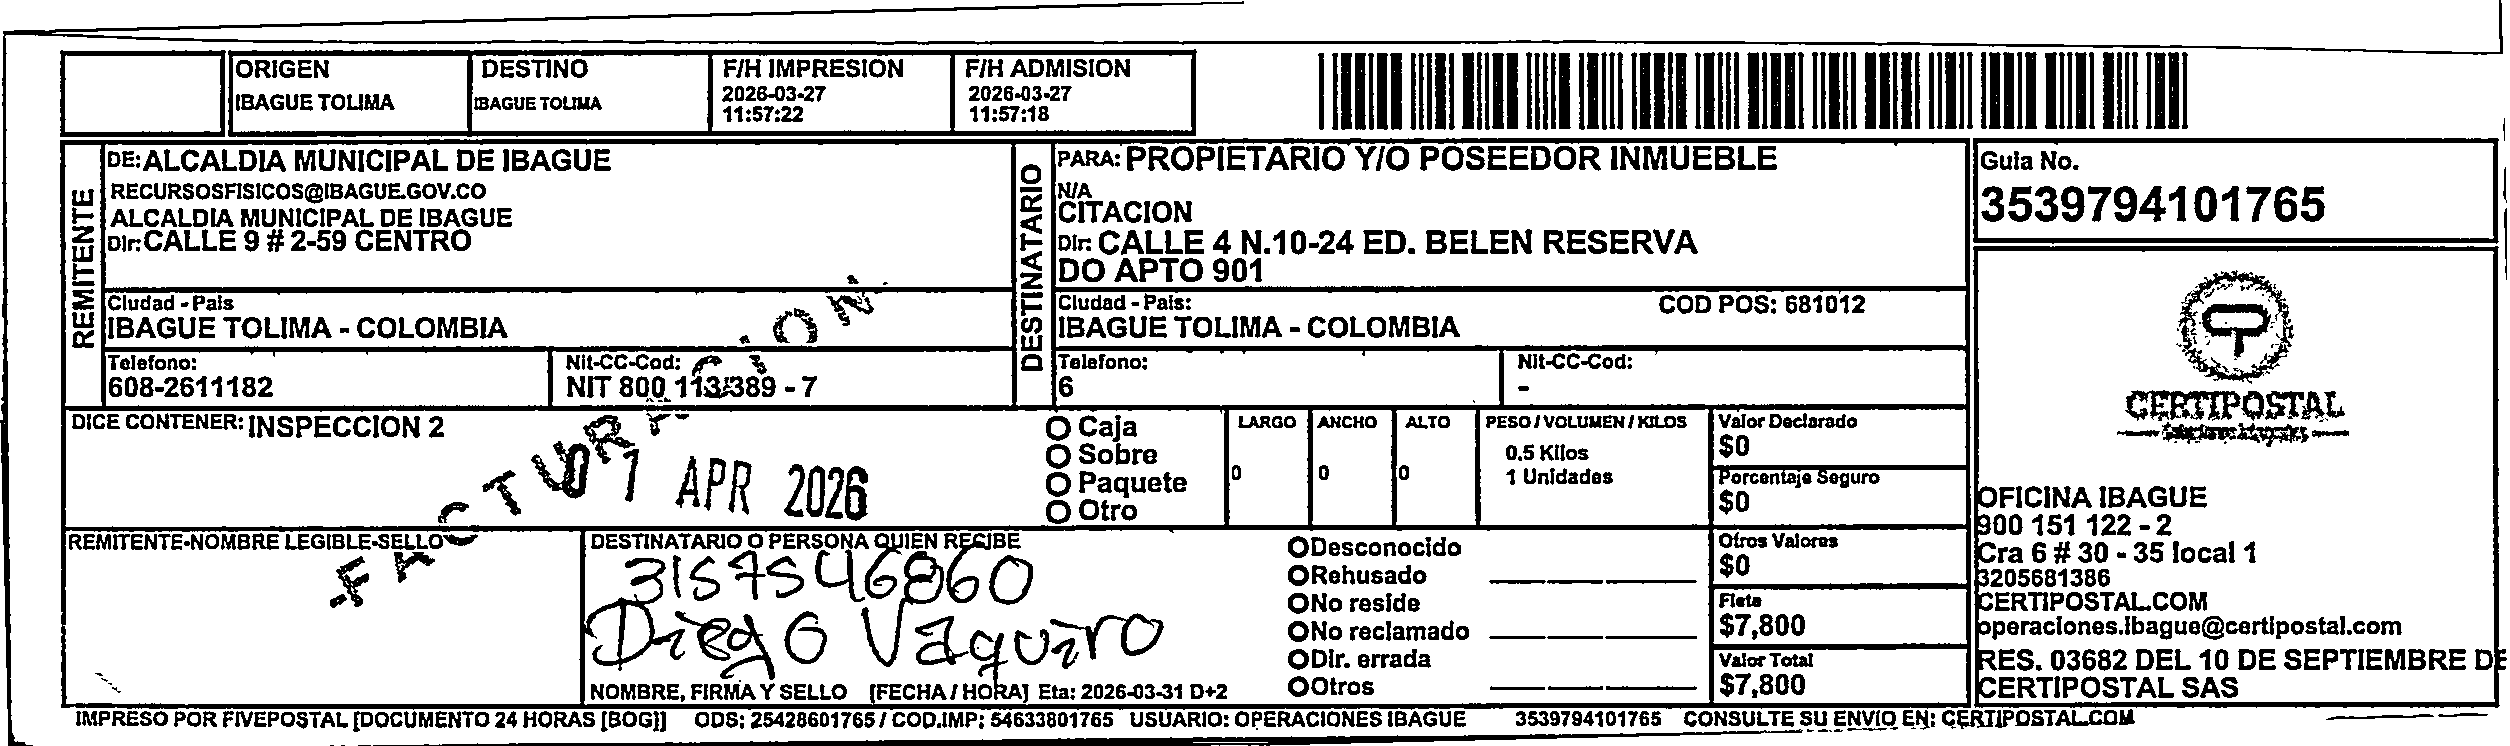 ORIGEN
IBAGUE TOLIMA
DESTINO
IBAGUE TOLIMA
F/H IMPRESION
2026-03-27
11:57:22
F/H ADMISION
2026-03-27
11:57:18
REMITENTE
DE: ALCALDIA MUNICIPAL DE IBAGUE
RECURSOSFISICOS@IBAGUE.GOV.CO
ALCALDIA MUNICIPAL DE IBAGUE
Dir: CALLE 9 # 2-59 CENTRO
Ciudad - Pais
IBAGUE TOLIMA - COLOMBIA
Telefono:
608-2611182
Nit-CC-Cod:
NIT 800 113389 - 7
DESTINATARIO
PARA: PROPIETARIO Y/O POSEEDOR INMUEBLE
N/A
CITACION
Dir: CALLE 4 N.10-24 ED. BELEN RESERVA
DO APTO 901
Ciudad - Pais: COD POS: 681012
IBAGUE TOLIMA - COLOMBIA
Telefono:
6
Nit-CC-Cod:
-
Guia No.
3539794101765
CERTIPOSTAL
OFICINA IBAGUE
900 151 122 - 2
Cra 6 # 30 - 35 local 1
3205681386
CERTIPOSTAL.COM
operaciones.ibague@certipostal.com
RES. 03682 DEL 10 DE SEPTIEMBRE DE
CERTIPOSTAL SAS
DICE CONTENER: INSPECCION 2
FACTURACION
01 APR 2026
Caja
Sobre
Paquete
Otro
LARGO
0
ANCHO
0
ALTO
0
PESO / VOLUMEN / KILOS
0.5 Kilos
1 Unidades
Valor Declarado
$0
Porcentaje Seguro
$0
Otros Valores
$0
Flete
$7,800
Valor Total
$7,800
REMITENTE-NOMBRE LEGIBLE-SELLO
DESTINATARIO O PERSONA QUIEN RECIBE
3157546860
Diego Vaquiro
NOMBRE, FIRMA Y SELLO [FECHA / HORA] Eta: 2026-03-31 D+2
Desconocido
Rehusado
No reside
No reclamado
Dir. errada
Otros
IMPRESO POR FIVEPOSTAL [DOCUMENTO 24 HORAS [BOG]] ODS: 25428601765 / COD.IMP: 54633801765 USUARIO: OPERACIONES IBAGUE 3539794101765 CONSULTE SU ENVIO EN: CERTIPOSTAL.COM